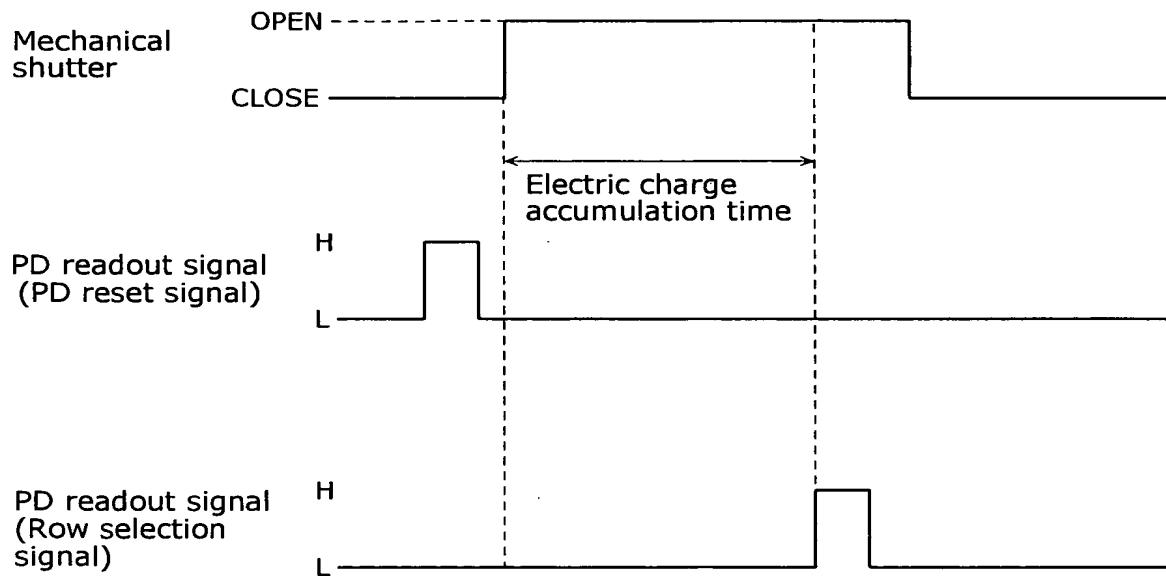 OPEN
Mechanical
shutter
CLOSE
Electric charge
accumulation time
H
PD readout signal
(PD reset signal)
L
H
PD readout signal
(Row selection
signal)
L